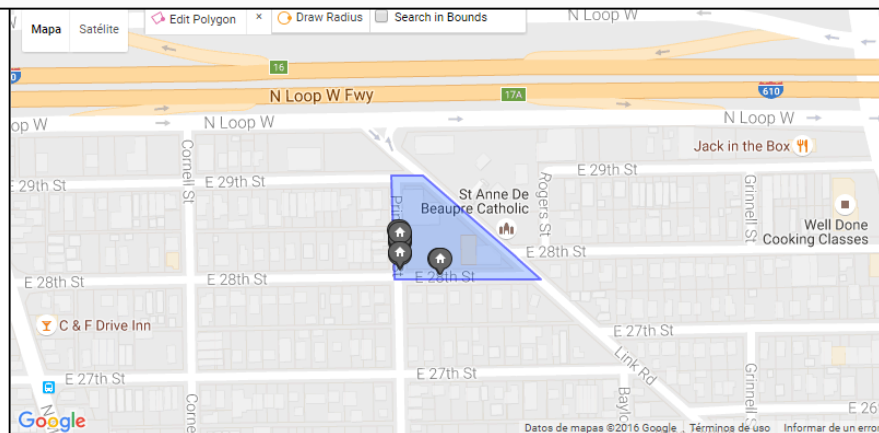 N Loop W
Mapa
Satélite
Edit Polygon
×
Draw Radius
Search in Bounds
16
N Loop W Fwy
17A
610
N Loop W
N Loop W
Jack in the Box
Cornell St
E 29th St
E 29th St
E 29th St
St Anne De
Beaupre Catholic
Rogers St
Grinnell St
Well Done
Cooking Classes
E 28th St
E 28th St
E 28th St
C & F Drive Inn
E 27th St
Link Rd
E 27th St
E 27th St
Grinnell St
Google
Datos de mapas ©2016 Google
Términos de uso
Informar de un error